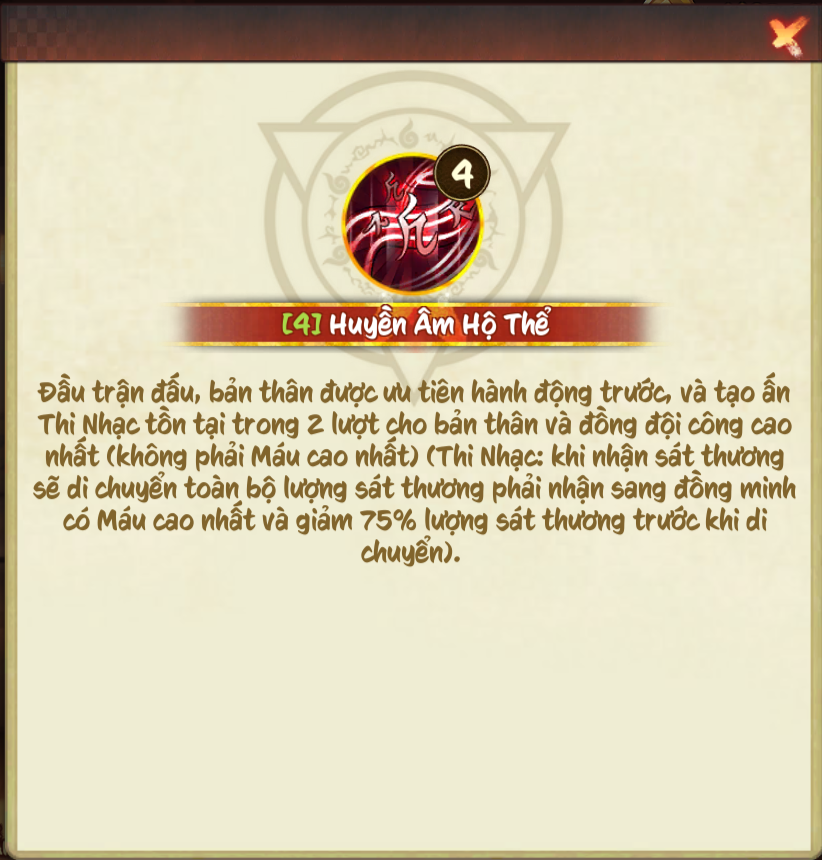 4
[4] Huyền Âm Hộ Thể
Đầu trận đấu, bản thân được ưu tiên hành động trước, và tạo ấn
Thi Nhạc tồn tại trong 2 lượt cho bản thân và đồng đội công cao
nhất (không phải Máu cao nhất) (Thi Nhạc: khi nhận sát thương
sẽ di chuyển toàn bộ lượng sát thương phải nhận sang đồng minh
có Máu cao nhất và giảm 75% lượng sát thương trước khi di
chuyển).